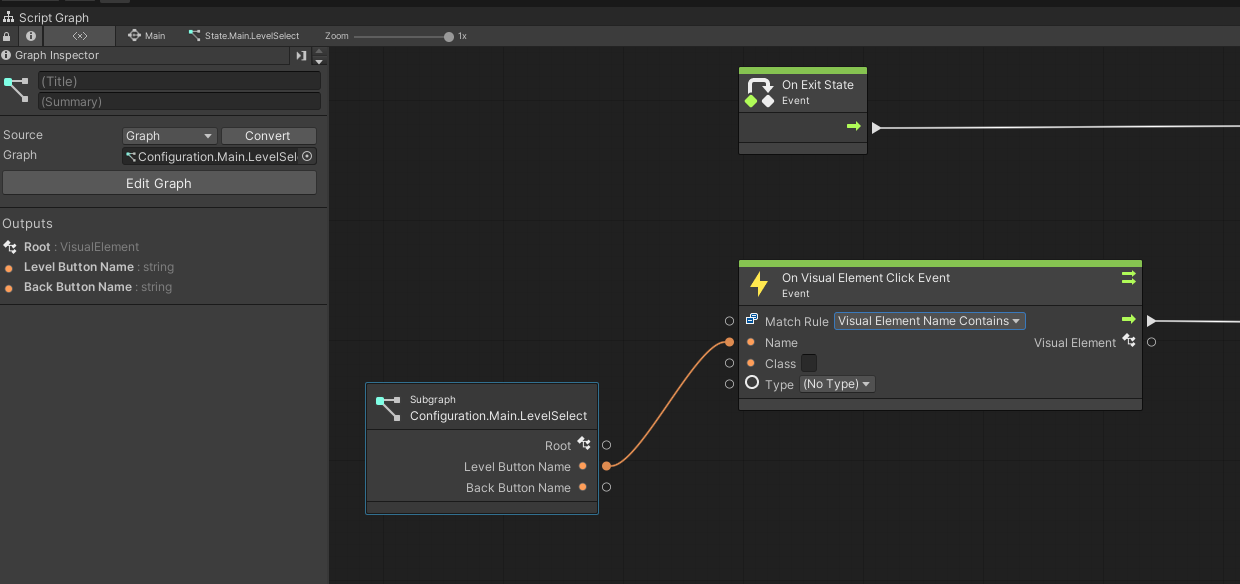 Script Graph
Main
State.Main.LevelSelect
Zoom
1x
Graph Inspector
(Title)
(Summary)
Source
Graph
Convert
Graph
Configuration.Main.LevelSel
Edit Graph
Outputs
Root : VisualElement
Level Button Name : string
Back Button Name : string
On Exit State
Event
On Visual Element Click Event
Event
Match Rule
Visual Element Name Contains
Name
Visual Element
Class
Type
(No Type)
Subgraph
Configuration.Main.LevelSelect
Root
Level Button Name
Back Button Name